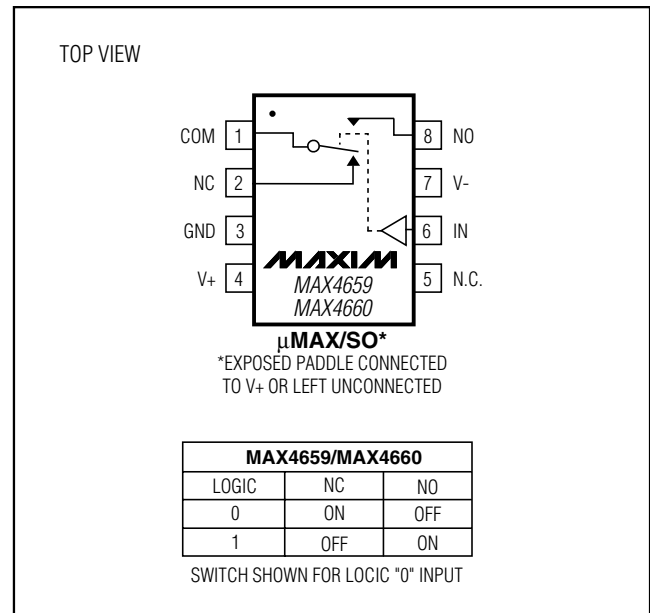 TOP VIEW
COM 1
8 NO
NC 2
7 V-
GND 3
6 IN
V+ 4
5 N.C.
MAXIM
MAX4659
MAX4660
µMAX/SO*
*EXPOSED PADDLE CONNECTED
TO V+ OR LEFT UNCONNECTED
MAX4659/MAX4660
LOGIC NC NO
0 ON OFF
1 OFF ON
SWITCH SHOWN FOR LOCIC "0" INPUT